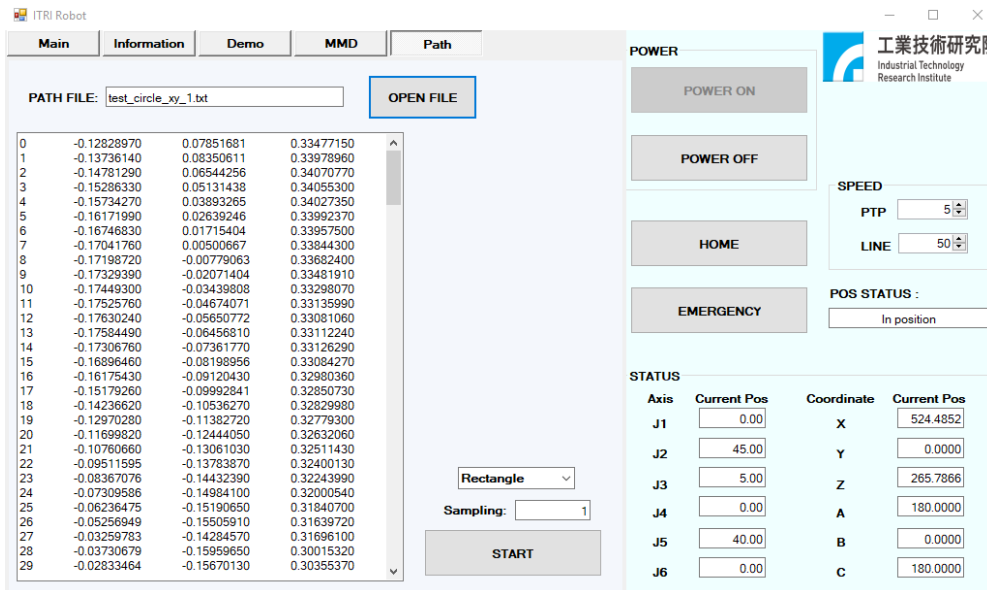 ITRI Robot
Main Information Demo MMD Path
PATH FILE: test_circle_xy_1.txt OPEN FILE
0 -0.12828970 0.07851681 0.33477150
1 -0.13736140 0.08350611 0.33978960
2 -0.14781290 0.06544256 0.34070770
3 -0.15286330 0.05131438 0.34055300
4 -0.15734270 0.03893265 0.34027350
5 -0.16171990 0.02639246 0.33992370
6 -0.16746830 0.01715404 0.33957500
7 -0.17041760 0.00500667 0.33844300
8 -0.17198720 -0.00779063 0.33682400
9 -0.17329390 -0.02071404 0.33481910
10 -0.17449300 -0.03439808 0.33298070
11 -0.17525760 -0.04674071 0.33135990
12 -0.17630240 -0.05650772 0.33081060
13 -0.17584490 -0.06456810 0.33112240
14 -0.17306760 -0.07361770 0.33126290
15 -0.16896460 -0.08198956 0.33084270
16 -0.16175430 -0.09120430 0.32980360
17 -0.15179260 -0.09992841 0.32850730
18 -0.14236620 -0.10536270 0.32829980
19 -0.12970280 -0.11382720 0.32779300
20 -0.11699820 -0.12444050 0.32632060
21 -0.10760660 -0.13061030 0.32511430
22 -0.09511595 -0.13783870 0.32400130
23 -0.08367076 -0.14432390 0.32243990
24 -0.07309586 -0.14984100 0.32000540
25 -0.06236475 -0.15190650 0.31840700
26 -0.05256949 -0.15505910 0.31639720
27 -0.03259783 -0.14284570 0.31696100
28 -0.03730679 -0.15959650 0.30015320
29 -0.02833464 -0.15670130 0.30355370
Rectangle
Sampling: 1
START
POWER
POWER ON
POWER OFF
HOME
EMERGENCY
工業技術研究院
Industrial Technology
Research Institute
SPEED
PTP 5
LINE 50
POS STATUS :
In position
STATUS
Axis Current Pos Coordinate Current Pos
J1 0.00 X 524.4852
J2 45.00 Y 0.0000
J3 5.00 Z 265.7866
J4 0.00 A 180.0000
J5 40.00 B 0.0000
J6 0.00 C 180.0000